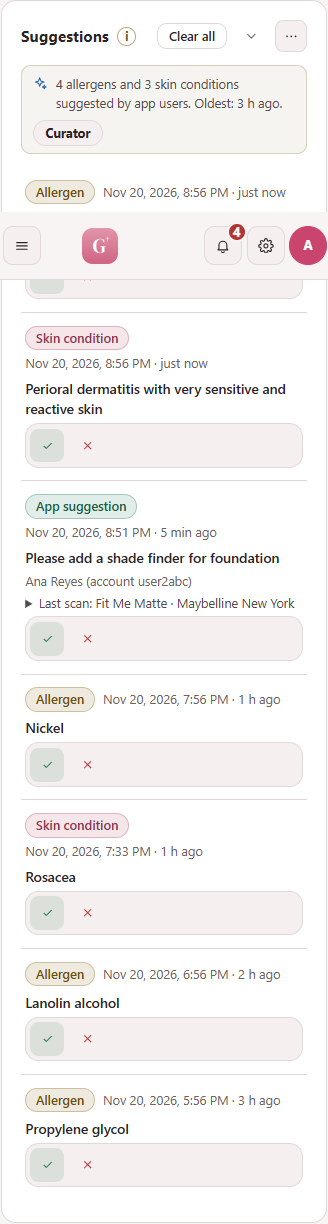 Suggestions
Clear all
4 allergens and 3 skin conditions
suggested by app users. Oldest: 3 h ago.
Curator
Allergen Nov 20, 2026, 8:56 PM · just now
G+
4
A
Skin condition
Nov 20, 2026, 8:56 PM · just now
Perioral dermatitis with very sensitive and
reactive skin
App suggestion
Nov 20, 2026, 8:51 PM · 5 min ago
Please add a shade finder for foundation
Ana Reyes (account user2abc)
Last scan: Fit Me Matte · Maybelline New York
Allergen Nov 20, 2026, 7:56 PM · 1 h ago
Nickel
Skin condition
Nov 20, 2026, 7:33 PM · 1 h ago
Rosacea
Allergen Nov 20, 2026, 6:56 PM · 2 h ago
Lanolin alcohol
Allergen Nov 20, 2026, 5:56 PM · 3 h ago
Propylene glycol